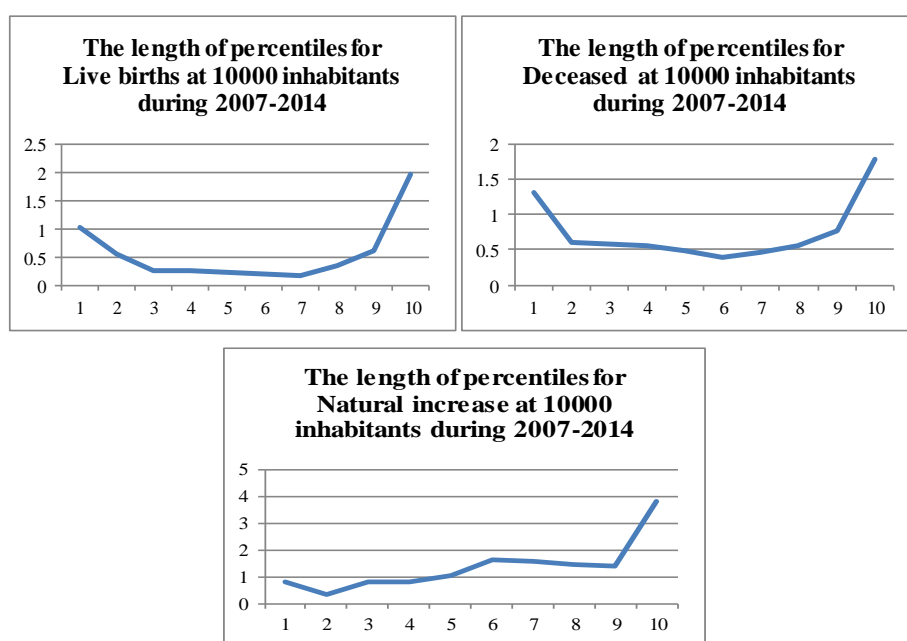 The length of percentiles for
Live births at 10000 inhabitants
during 2007-2014
2.5
2
1.5
1
0.5
0
1 2 3 4 5 6 7 8 9 10
The length of percentiles for
Deceased at 10000 inhabitants
during 2007-2014
2
1.5
1
0.5
0
1 2 3 4 5 6 7 8 9 10
The length of percentiles for
Natural increase at 10000
inhabitants during 2007-2014
5
4
3
2
1
0
1 2 3 4 5 6 7 8 9 10